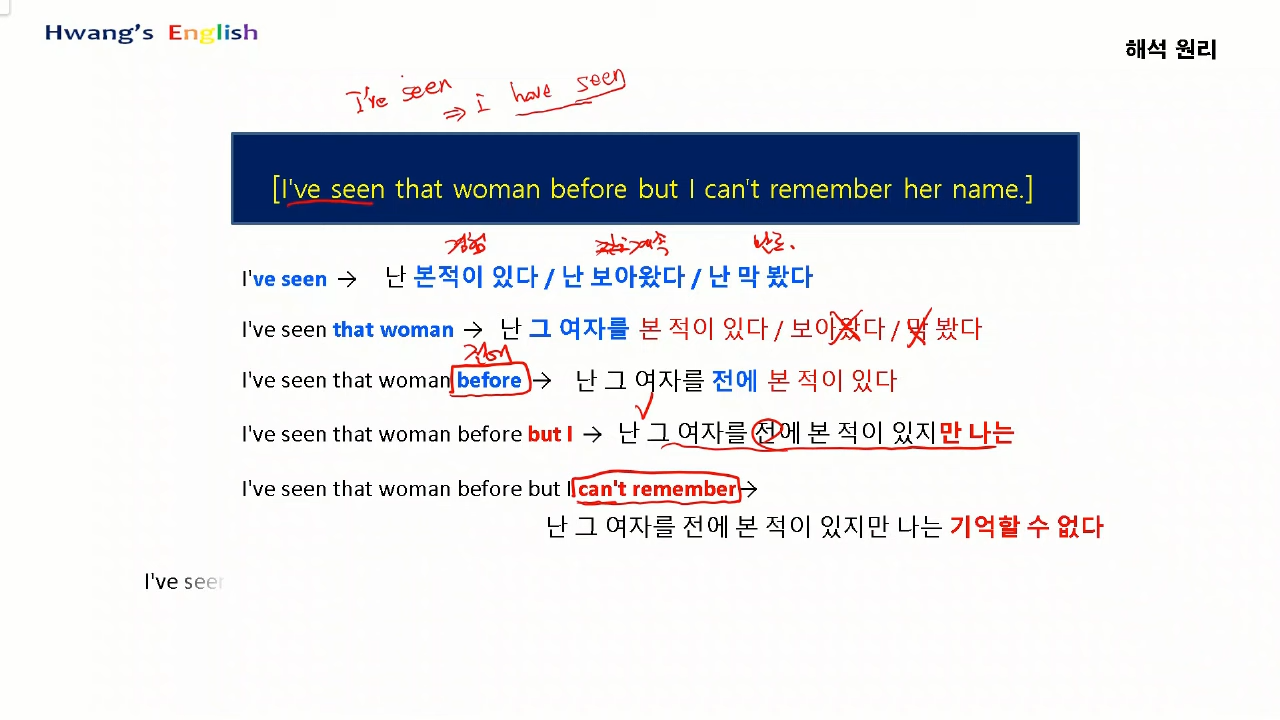 Hwang's English
해석 원리
I've seen
⇒ I have seen
[I've seen that woman before but I can't remember her name.]
경험 계속 완료.
I've seen → 난 본적이 있다 / 난 보아왔다 / 난 막 봤다
I've seen that woman → 난 그 여자를 본 적이 있다 / 보아왔다 / 막 봤다
전에
I've seen that woman before → 난 그 여자를 전에 본 적이 있다
I've seen that woman before but I → 난 그 여자를 전에 본 적이 있지만 나는
I've seen that woman before but I can't remember →
난 그 여자를 전에 본 적이 있지만 나는 기억할 수 없다
I've seen